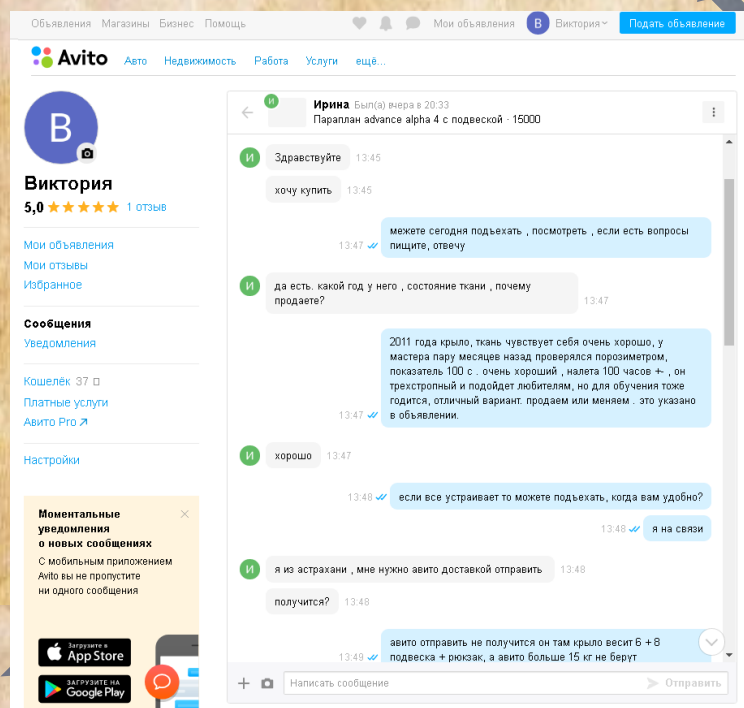 Объявления Магазины Бизнес Помощь
Мои объявления В Виктория Подать объявление
Avito Авто Недвижимость Работа Услуги ещё...
В
Виктория
5,0 1 отзыв
Мои объявления
Мои отзывы
Избранное
Сообщения
Уведомления
Кошелёк 37
Платные услуги
Авито Pro
Настройки
Моментальные
уведомления
о новых сообщениях
С мобильным приложением
Avito вы не пропустите
ни одного сообщения
Загрузите в
App Store
ЗАГРУЗИТЕ НА
Google Play
И Ирина Был(а) вчера в 20:33
Параплан advance alpha 4 с подвеской · 15000
И Здравствуйте 13:45
хочу купить 13:45
межете сегодня подъехать , посмотреть , если есть вопросы
13:47 пищите, отвечу
И да есть. какой год у него , состояние ткани , почему
продаете? 13:47
2011 года крыло, ткань чувствует себя очень хорошо, у
мастера пару месяцев назад проверялся порозиметром,
показатель 100 с . очень хороший , налета 100 часов +- , он
трехстропный и подойдет любителям, но для обучения тоже
годится, отличный вариант. продаем или меняем . это указано
13:47 в объявлении.
И хорошо 13:47
13:48 если все устраивает то можете подъехать, когда вам удобно?
13:48 я на связи
И я из астрахани , мне нужно авито доставкой отправить 13:48
получится? 13:48
авито отправить не получится он там крыло весит 6 + 8
13:49 подвеска + рюкзак, а авито больше 15 кг не берут
Написать сообщение Отправить